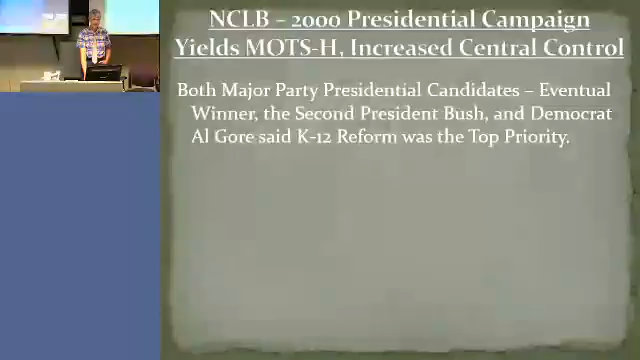 NCLB – 2000 Presidential Campaign
Yields MOTS-H, Increased Central Control
Both Major Party Presidential Candidates – Eventual
Winner, the Second President Bush, and Democrat
Al Gore said K-12 Reform was the Top Priority.